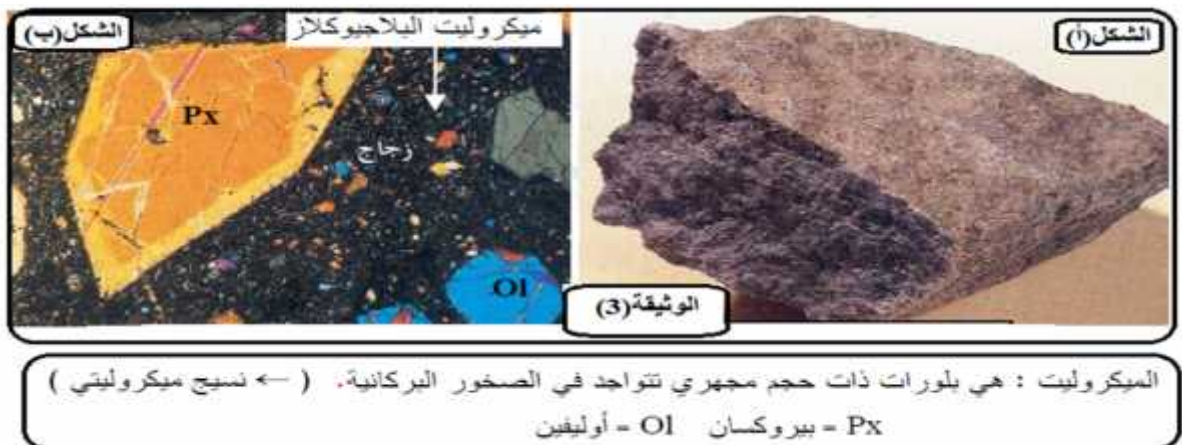 الشكل(أ)
ميكروليت البلاجيوكلاز
الشكل(ب)
Px
زجاج
Ol
الوثيقة(3)
الميكروليت : هي بلورات ذات حجم مجهري تتواجد في الصخور البركانية. ( ← نسيج ميكروليتي )
Px = بيروكسان Ol = أوليفين